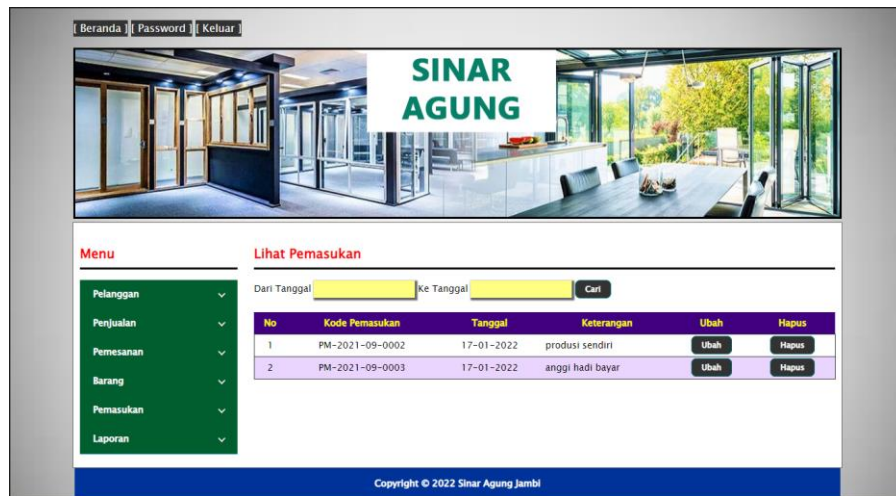 [ Beranda ] [ Password ] [ Keluar ]
SINAR
AGUNG
Menu
Pelanggan
Penjualan
Pemesanan
Barang
Pemasukan
Laporan
Lihat Pemasukan
Dari Tanggal Ke Tanggal Cari
No Kode Pemasukan Tanggal Keterangan Ubah Hapus
1 PM-2021-09-0002 17-01-2022 produsi sendiri Ubah Hapus
2 PM-2021-09-0003 17-01-2022 anggi hadi bayar Ubah Hapus
Copyright © 2022 Sinar Agung Jambi